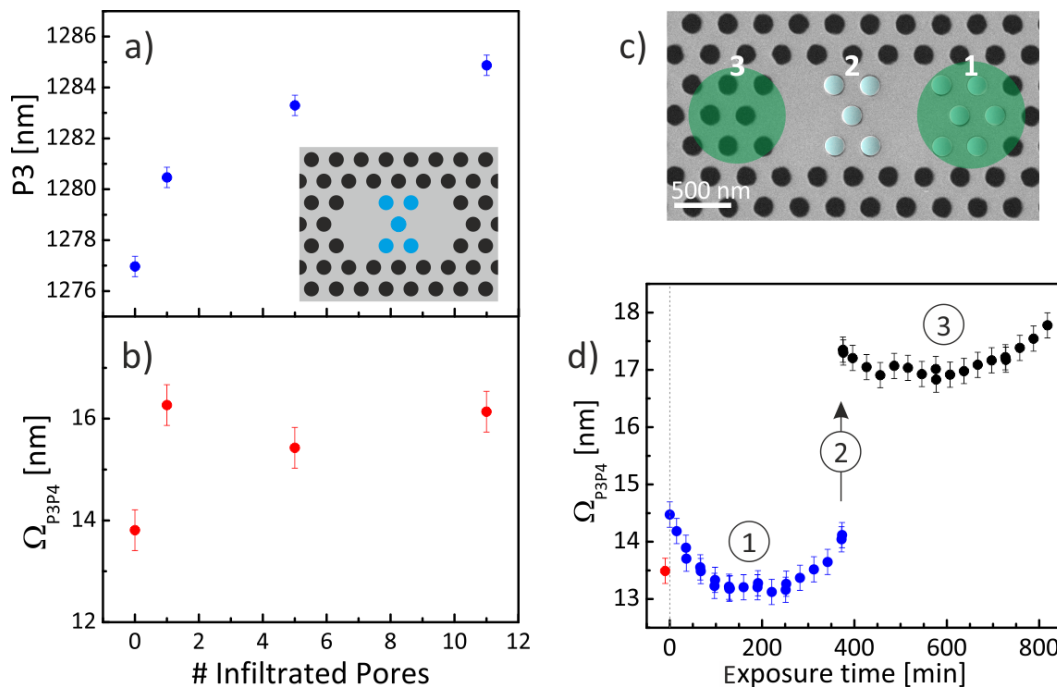 a)
P3 [nm]
1286
1284
1282
1280
1278
1276
b)
ΩP3P4 [nm]
16
14
12
0 2 4 6 8 10 12
# Infiltrated Pores
c)
3 2 1
500 nm
d)
ΩP3P4 [nm]
18
17
16
15
14
13
1
2
3
0 200 400 600 800
Exposure time [min]